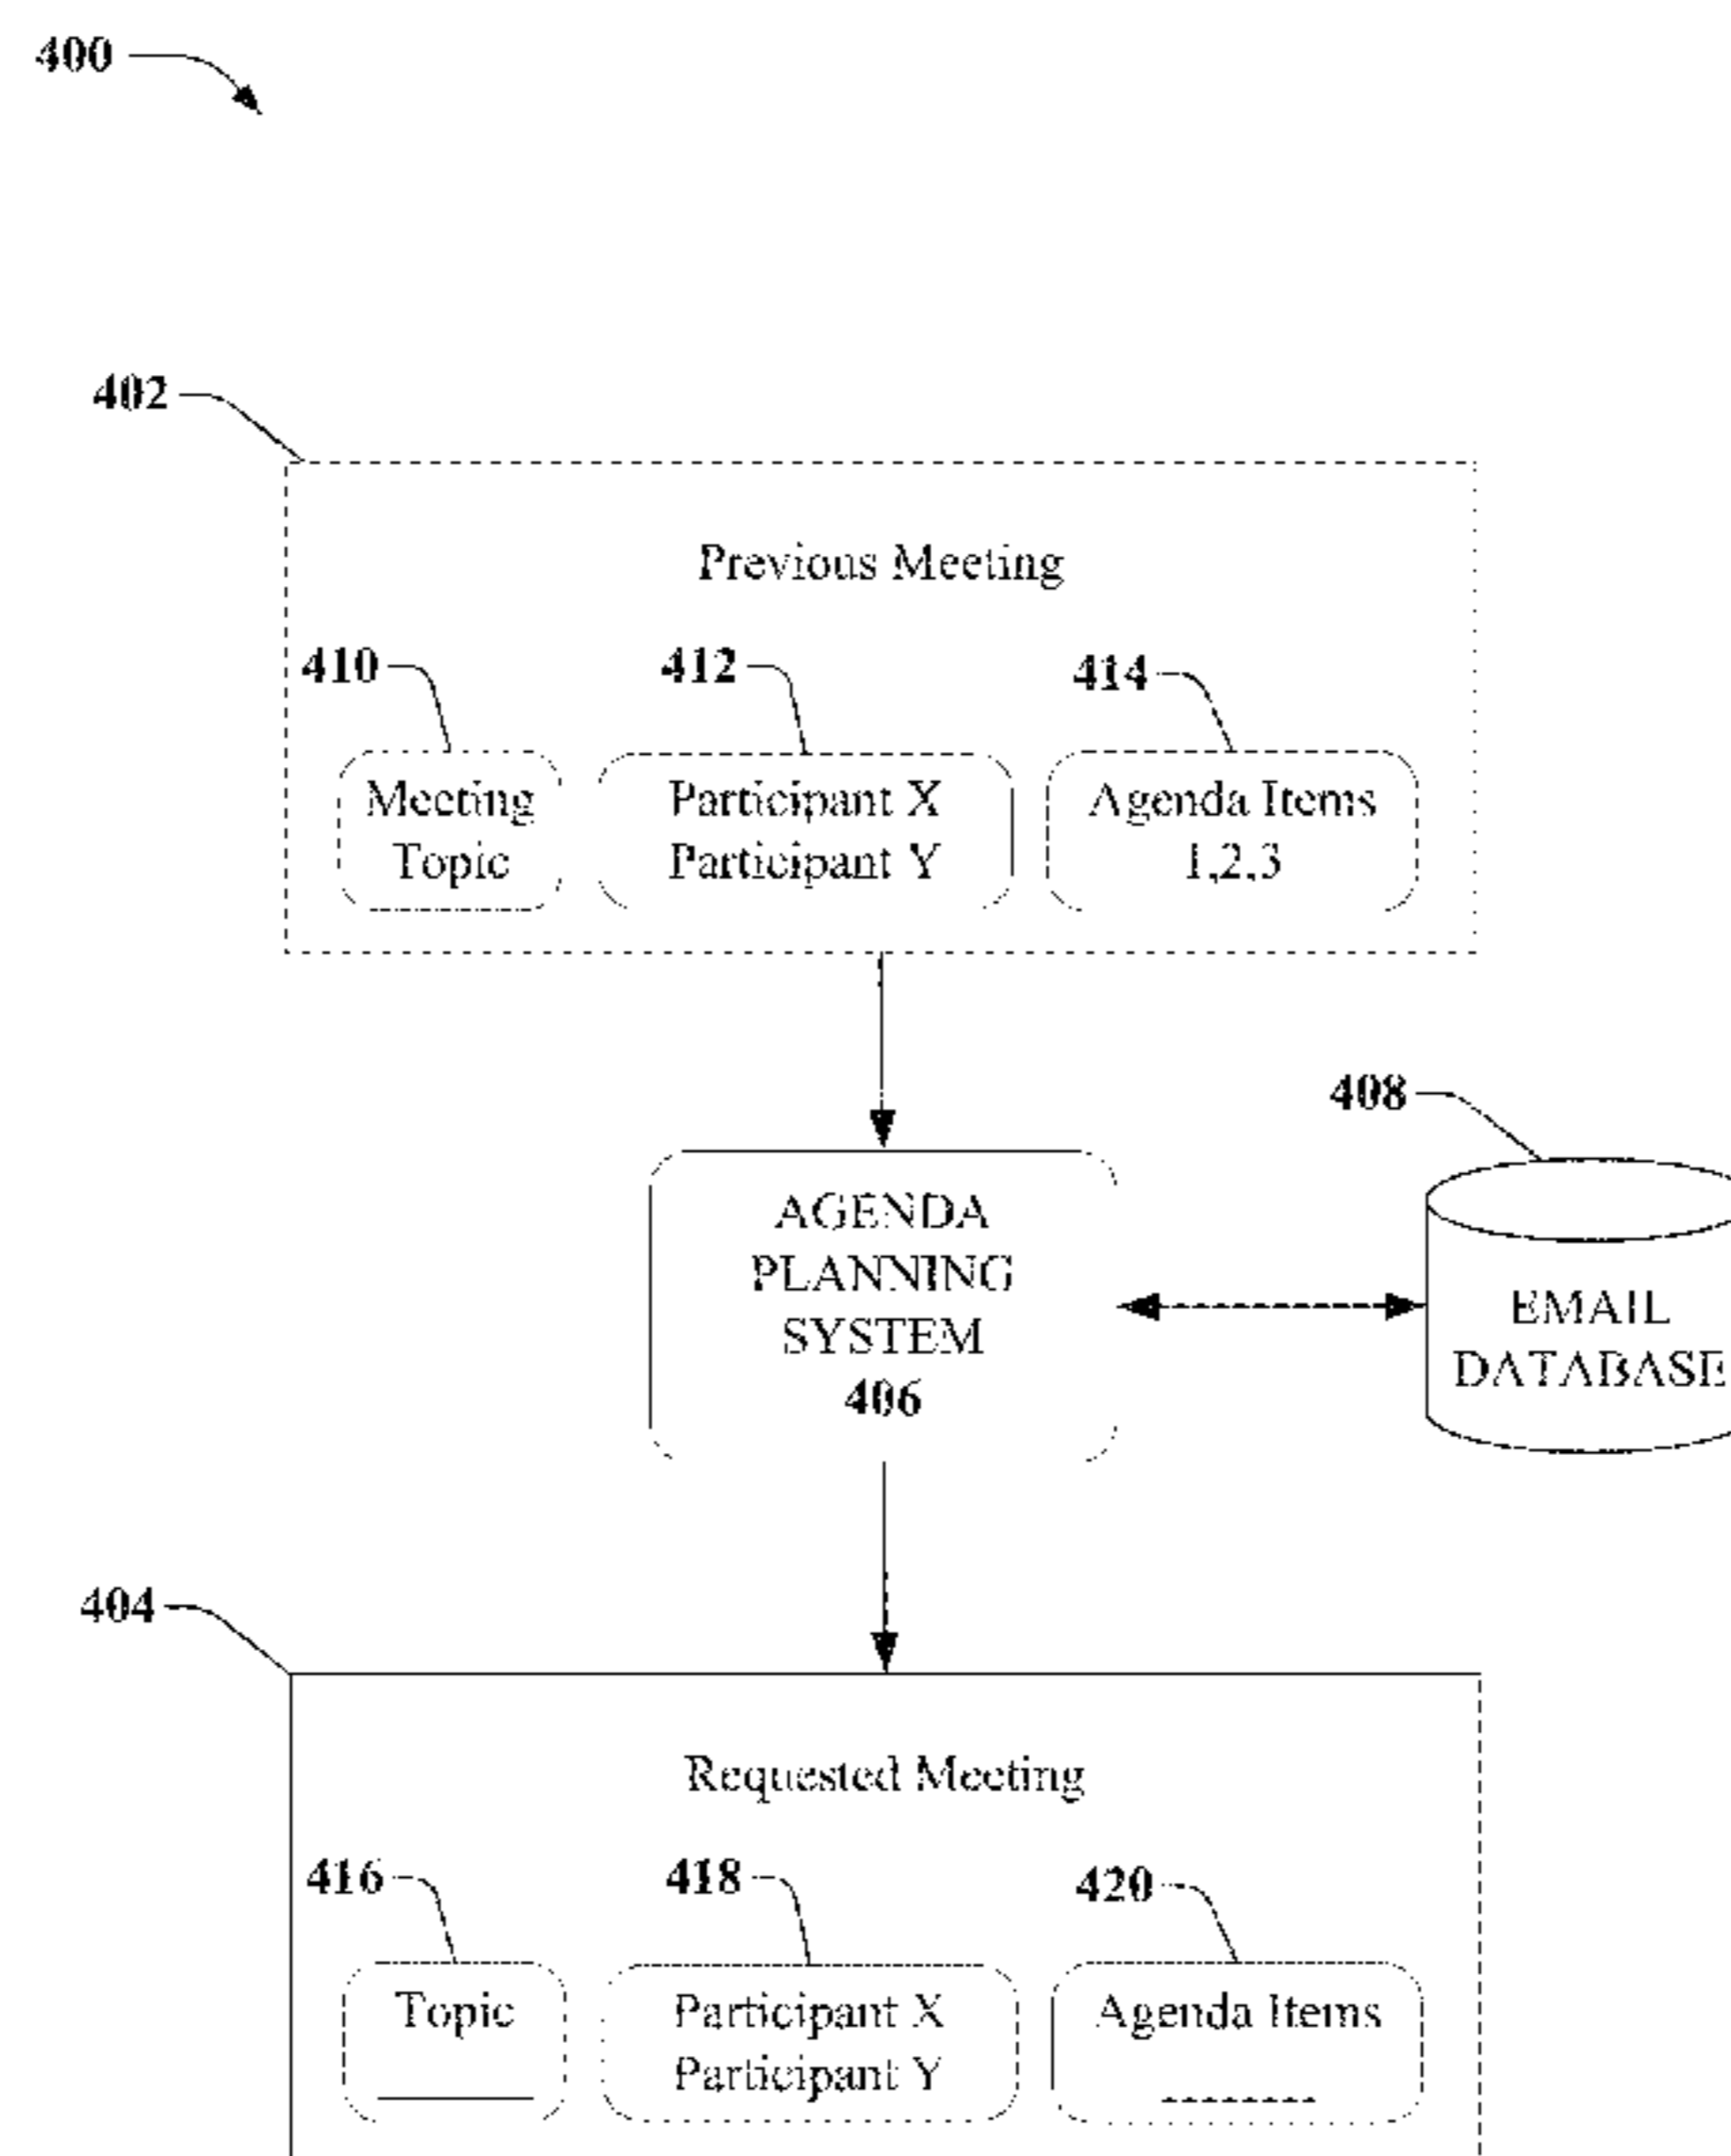 400
402
Previous Meeting
410 412 414
Meeting Topic
Participant X
Participant Y
Agenda Items
1,2,3
408
AGENDA
PLANNING
SYSTEM
406
EMAIL
DATABASE
404
Requested Meeting
416 418 420
Topic
Participant X
Participant Y
Agenda Items